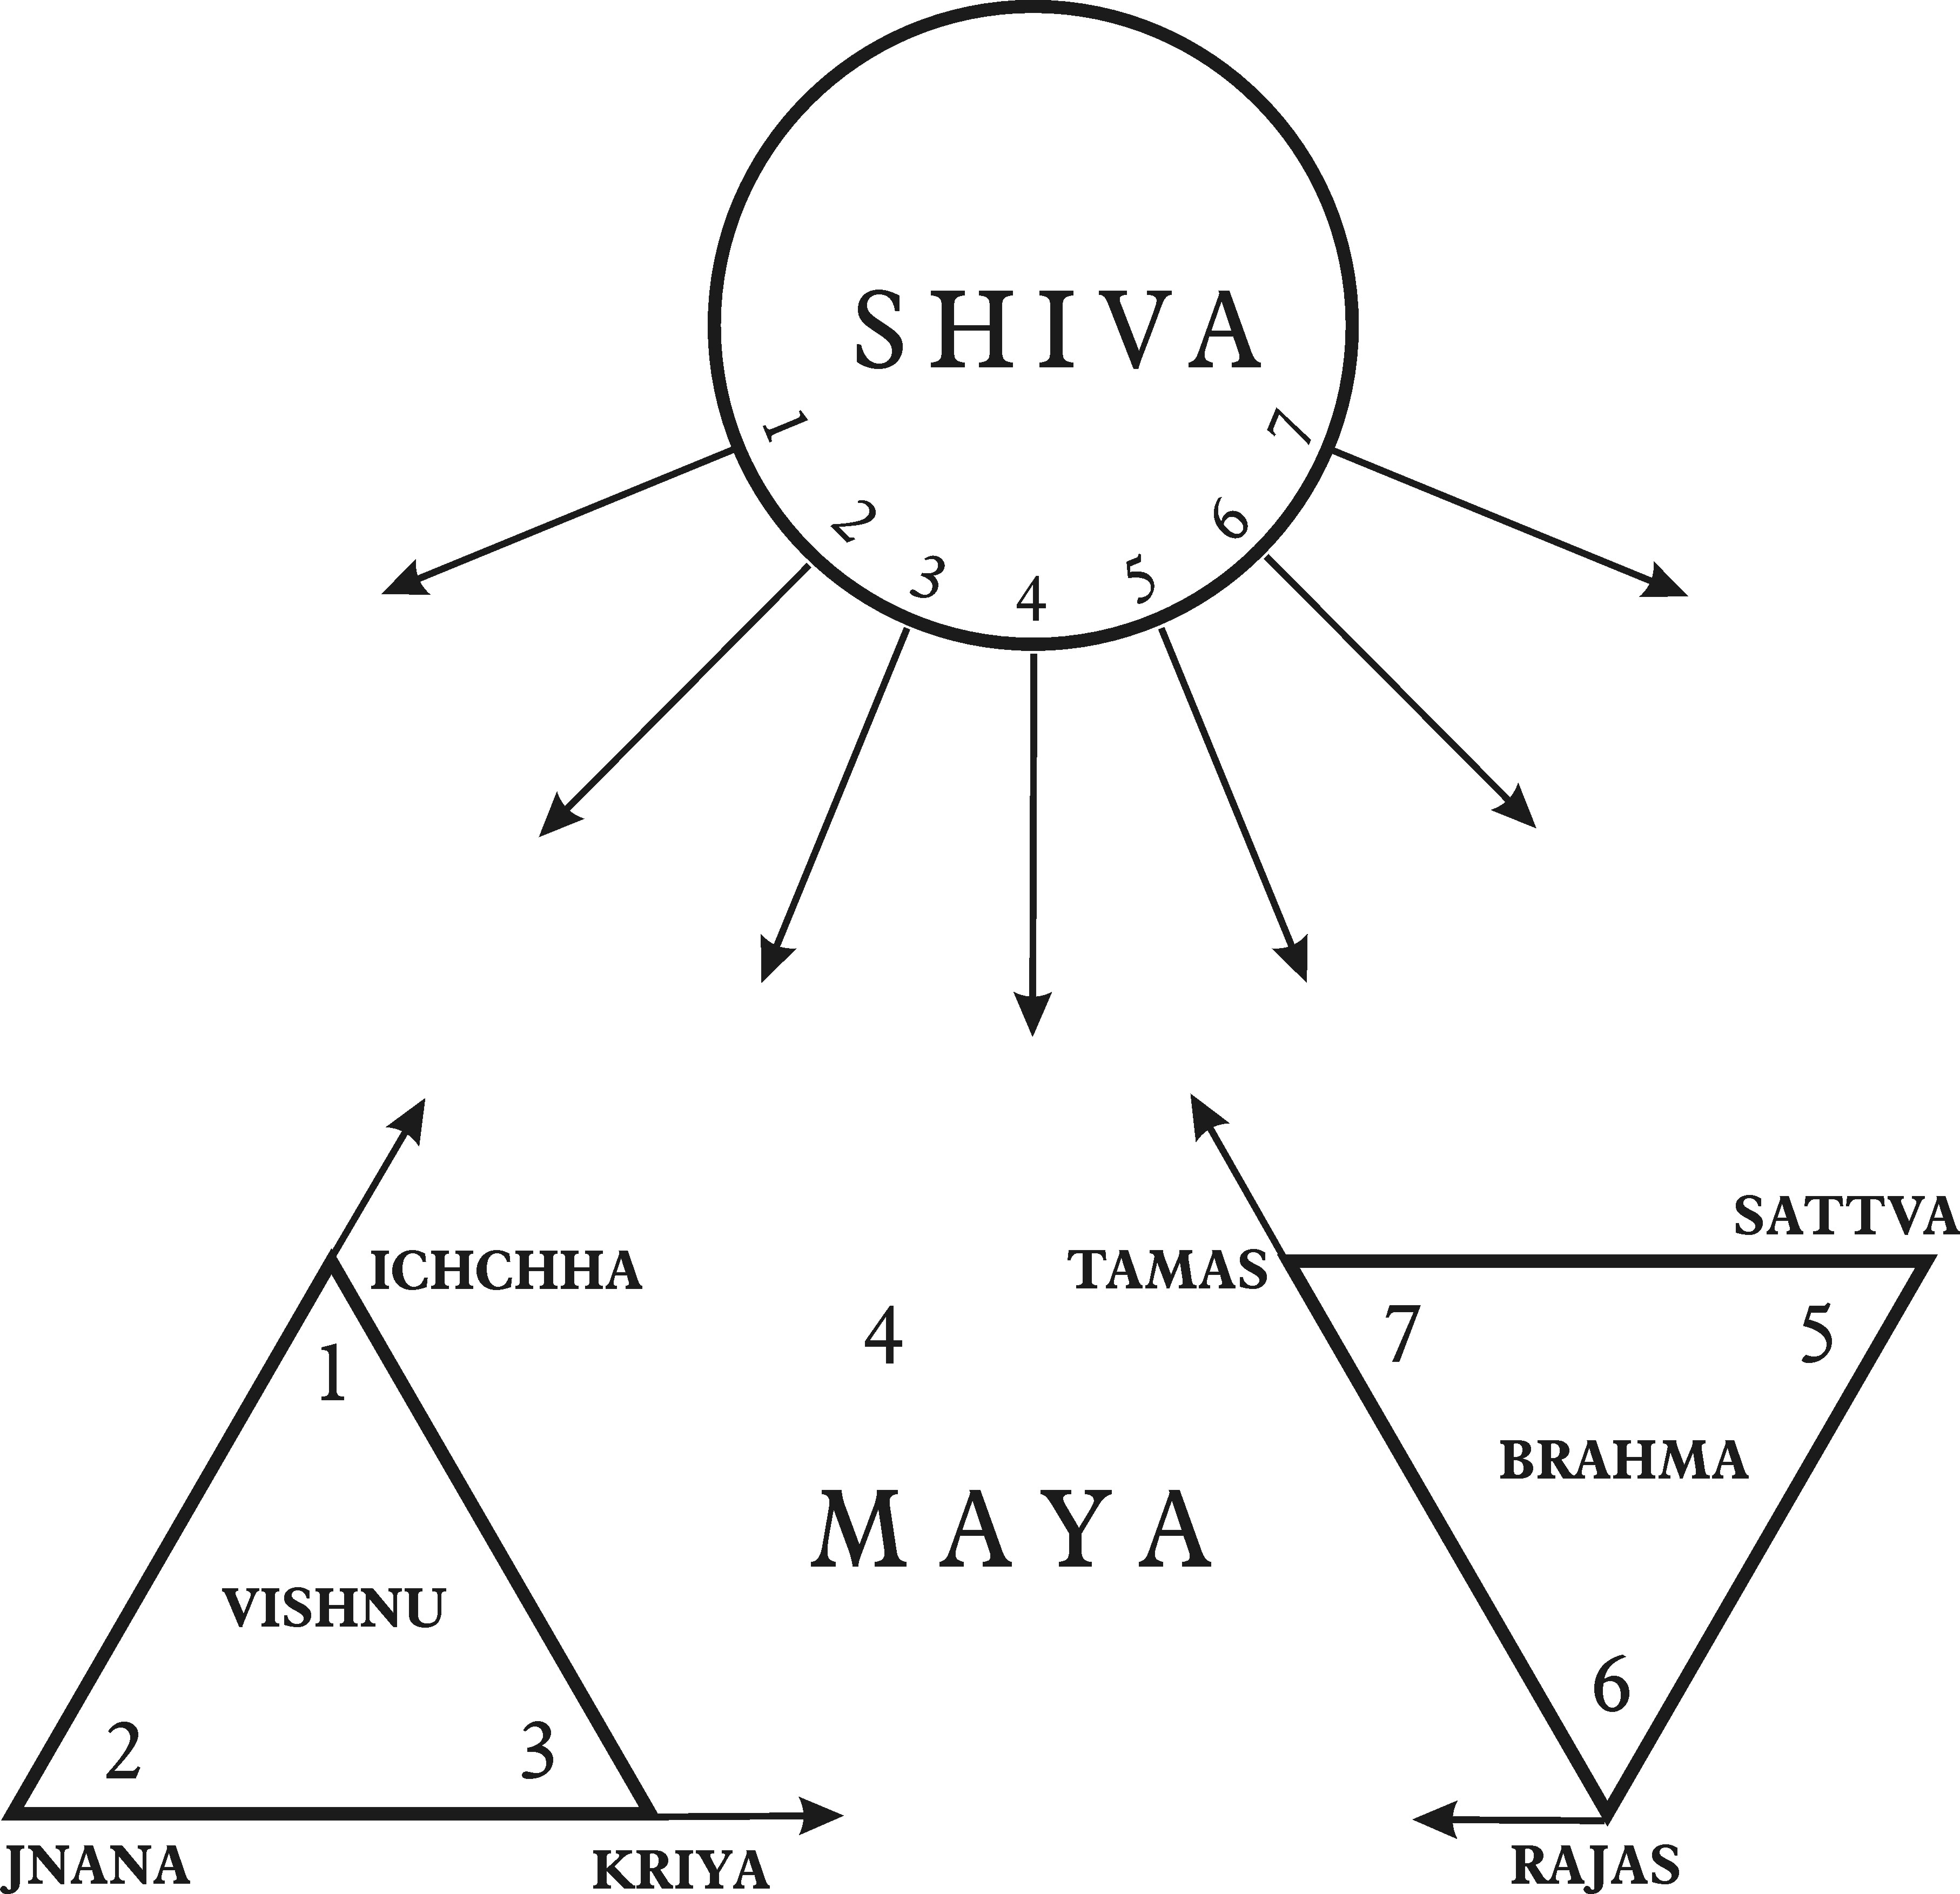 SHIVA
1
7
2
6
3
5
4
SATTVA
ICHCHHA
TAMAS
1
4
7
5
BRAHMA
MAYA
VISHNU
6
2
3
JNANA
KRIYA
RAJAS